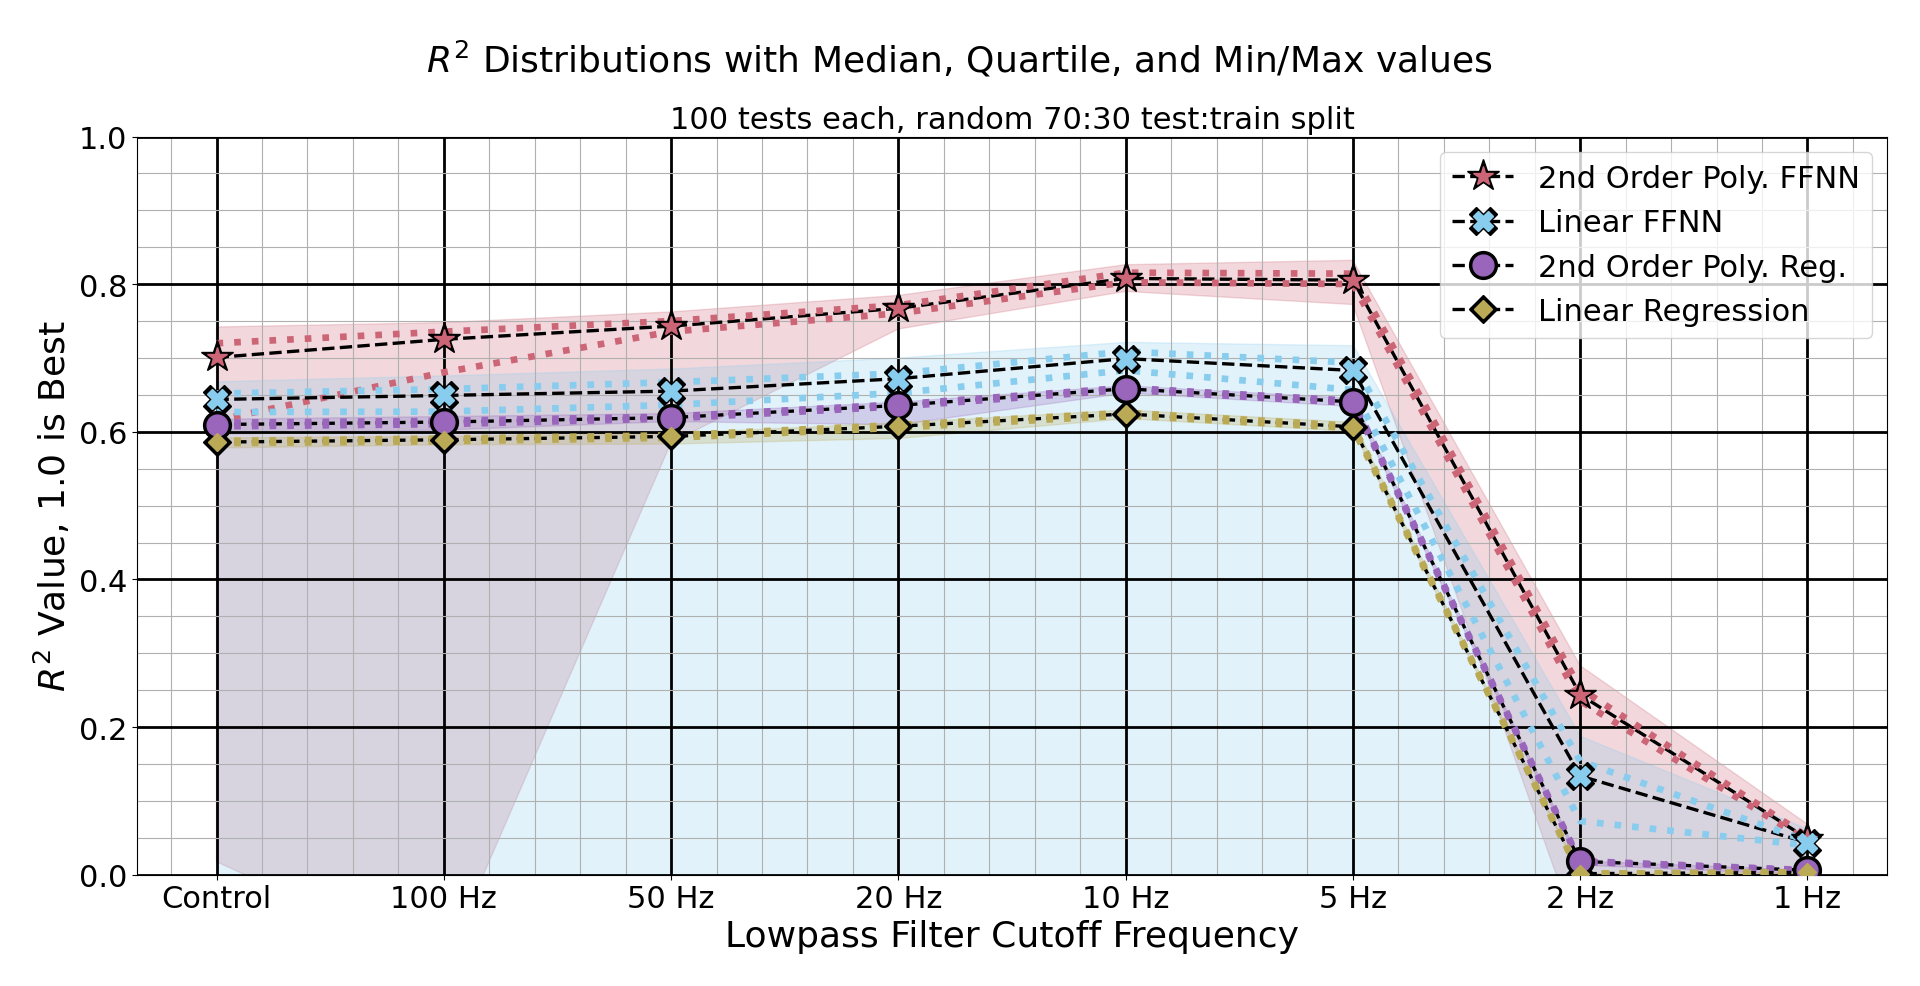 R² Distributions with Median, Quartile, and Min/Max values
100 tests each, random 70:30 test:train split
R² Value, 1.0 is Best
1.0
0.8
0.6
0.4
0.2
0.0
2nd Order Poly. FFNN
Linear FFNN
2nd Order Poly. Reg.
Linear Regression
Control 100 Hz 50 Hz 20 Hz 10 Hz 5 Hz 2 Hz 1 Hz
Lowpass Filter Cutoff Frequency